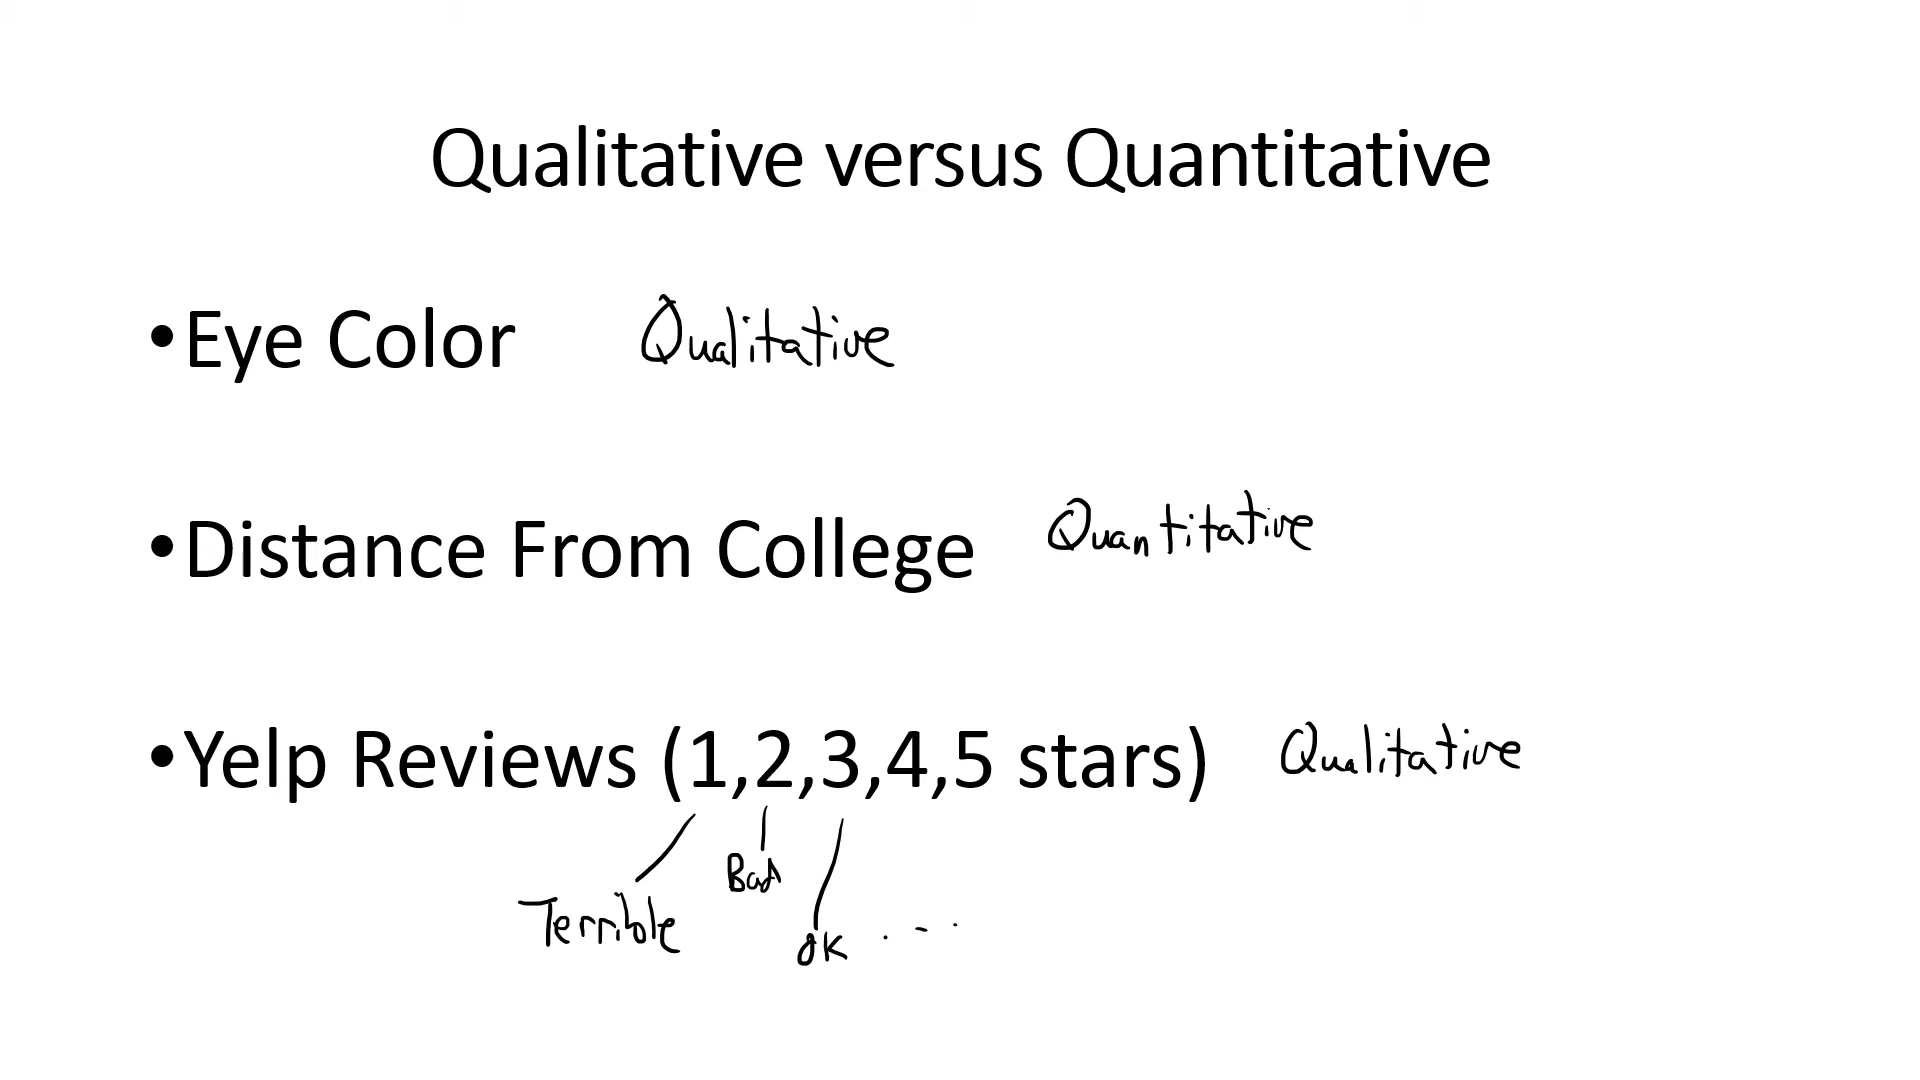 Qualitative versus Quantitative
•Eye Color Qualitative
•Distance From College Quantitative
•Yelp Reviews (1,2,3,4,5 stars) Qualitative
Bad
Terrible
OK ...